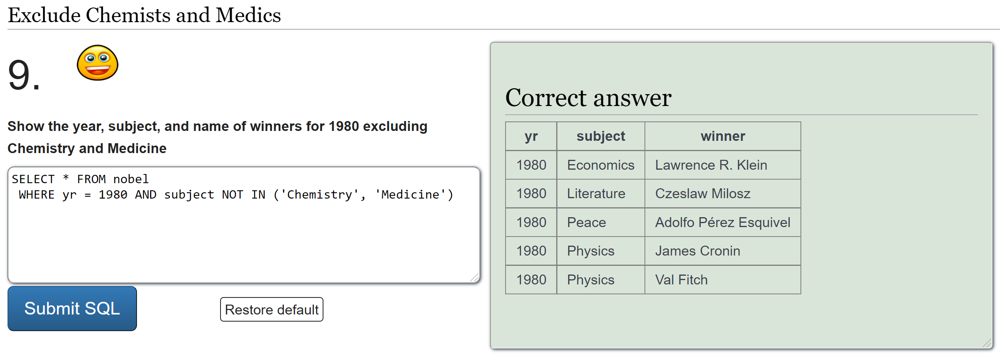 Exclude Chemists and Medics
9.
Show the year, subject, and name of winners for 1980 excluding
Chemistry and Medicine
SELECT * FROM nobel
 WHERE yr = 1980 AND subject NOT IN ('Chemistry', 'Medicine')
Submit SQL
Restore default
Correct answer
yr subject winner
1980 Economics Lawrence R. Klein
1980 Literature Czeslaw Milosz
1980 Peace Adolfo Pérez Esquivel
1980 Physics James Cronin
1980 Physics Val Fitch